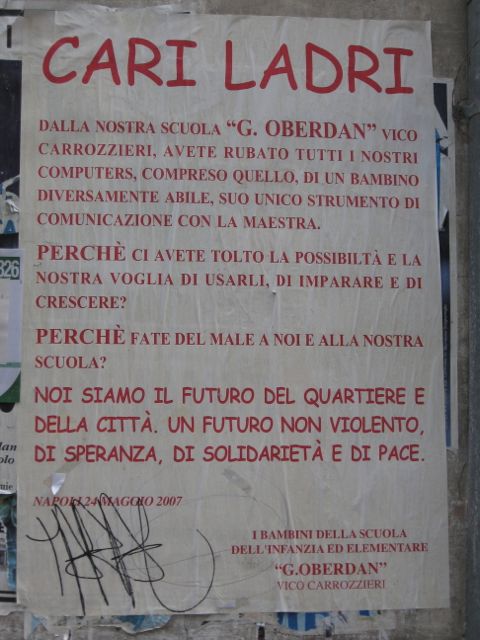 CARI LADRI
DALLA NOSTRA SCUOLA “G. OBERDAN” VICO
CARROZZIERI, AVETE RUBATO TUTTI I NOSTRI
COMPUTERS, COMPRESO QUELLO, DI UN BAMBINO
DIVERSAMENTE ABILE, SUO UNICO STRUMENTO DI
COMUNICAZIONE CON LA MAESTRA.
PERCHÈ CI AVETE TOLTO LA POSSIBILTÀ E LA
NOSTRA VOGLIA DI USARLI, DI IMPARARE E DI
CRESCERE?
PERCHÈ FATE DEL MALE A NOI E ALLA NOSTRA
SCUOLA?
NOI SIAMO IL FUTURO DEL QUARTIERE E
DELLA CITTÀ. UN FUTURO NON VIOLENTO,
DI SPERANZA, DI SOLIDARIETÀ E DI PACE.
NAPOLI 24 MAGGIO 2007
I BAMBINI DELLA SCUOLA
DELL'INFANZIA ED ELEMENTARE
“G.OBERDAN”
VICO CARROZZIERI
326